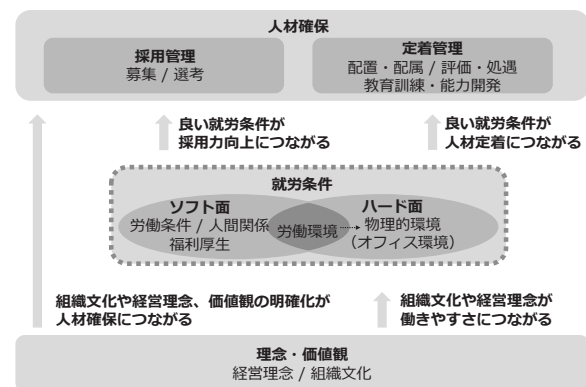 人材確保
採用管理
募集 / 選考
定着管理
配置・配属 / 評価・処遇
教育訓練・能力開発
良い就労条件が
採用力向上につながる
良い就労条件が
人材定着につながる
就労条件
ソフト面
労働条件 / 人間関係
福利厚生
労働環境
ハード面
物理的環境
（オフィス環境）
組織文化や経営理念、価値観の明確化が
人材確保につながる
組織文化や経営理念が
働きやすさにつながる
理念・価値観
経営理念 / 組織文化